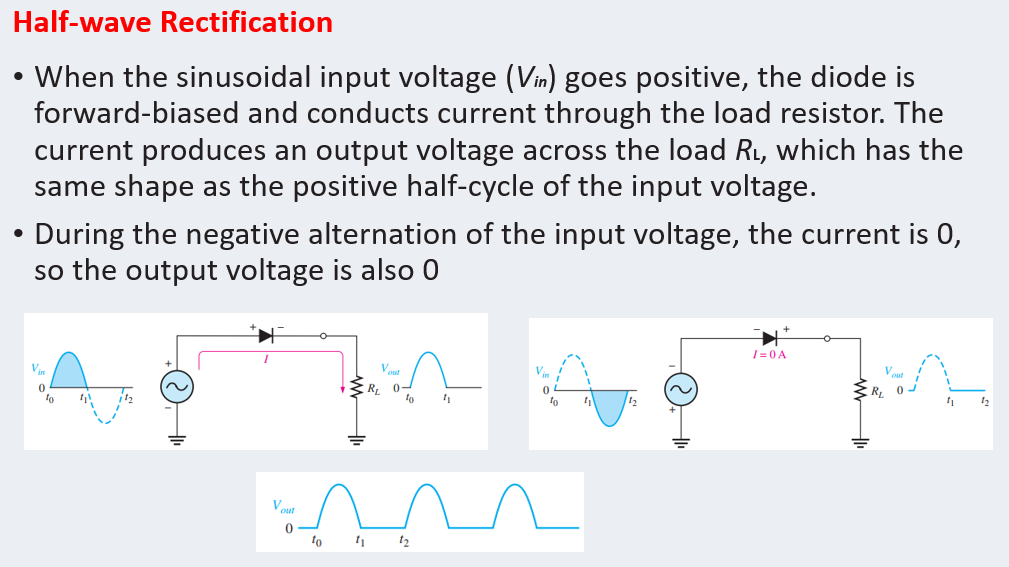 Half-wave Rectification
• When the sinusoidal input voltage (Vin) goes positive, the diode is
forward-biased and conducts current through the load resistor. The
current produces an output voltage across the load RL, which has the
same shape as the positive half-cycle of the input voltage.
• During the negative alternation of the input voltage, the current is 0,
so the output voltage is also 0
+ −
Vin
0
t0 t1 t2
+
−
I
RL
Vout
0
t0 t1
− +
I = 0 A
Vin
0
t0 t1 t2
−
+
RL
Vout
0
t1 t2
Vout
0
t0 t1 t2